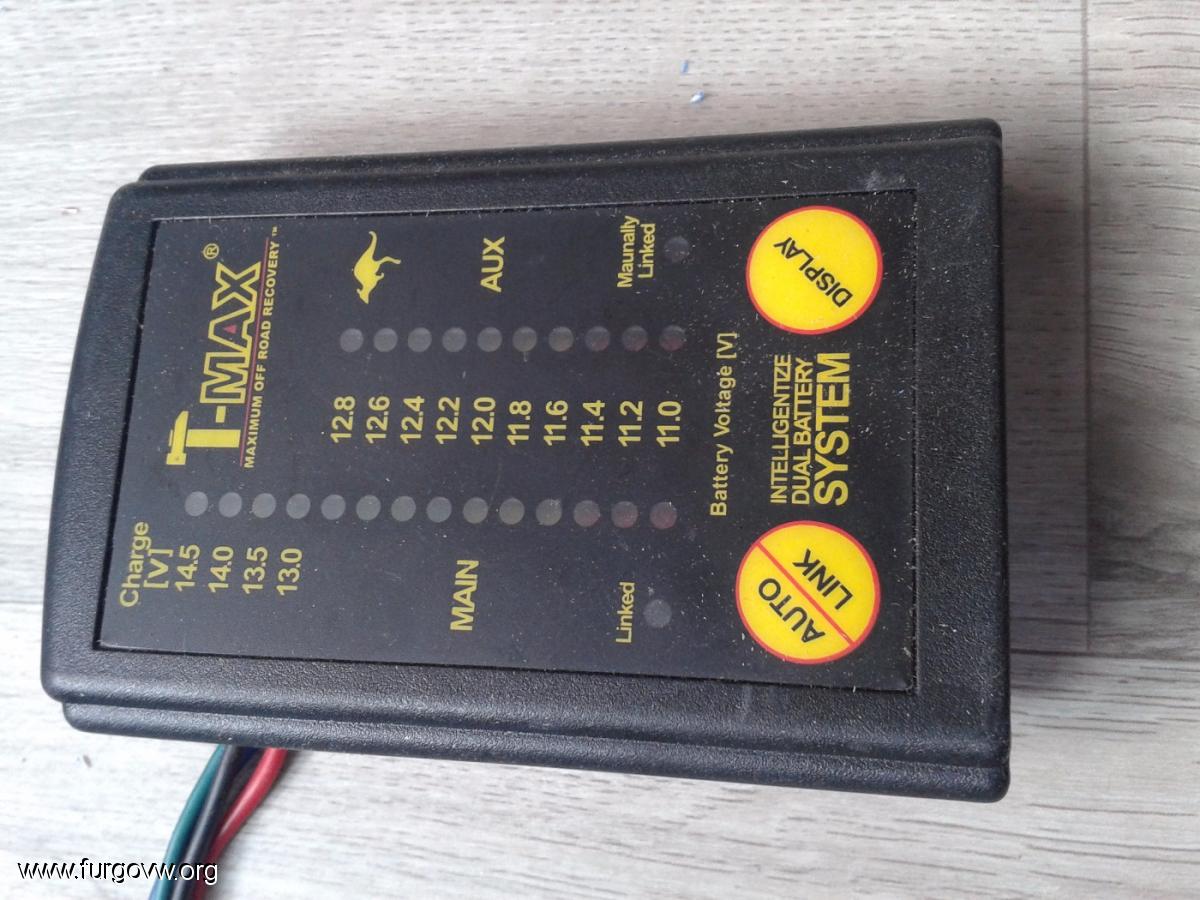 T-MAX®
MAXIMUM OFF ROAD RECOVERY™
Charge
[V]
14.5
14.0
13.5
13.0
12.8
12.6
12.4
12.2
12.0
11.8
11.6
11.4
11.2
11.0
MAIN
AUX
Linked
Maunally
Linked
Battery Voltage [V]
INTELLIGENTIZE
DUAL BATTERY
SYSTEM
AUTO
LINK
DISPLAY
www.furgovw.org